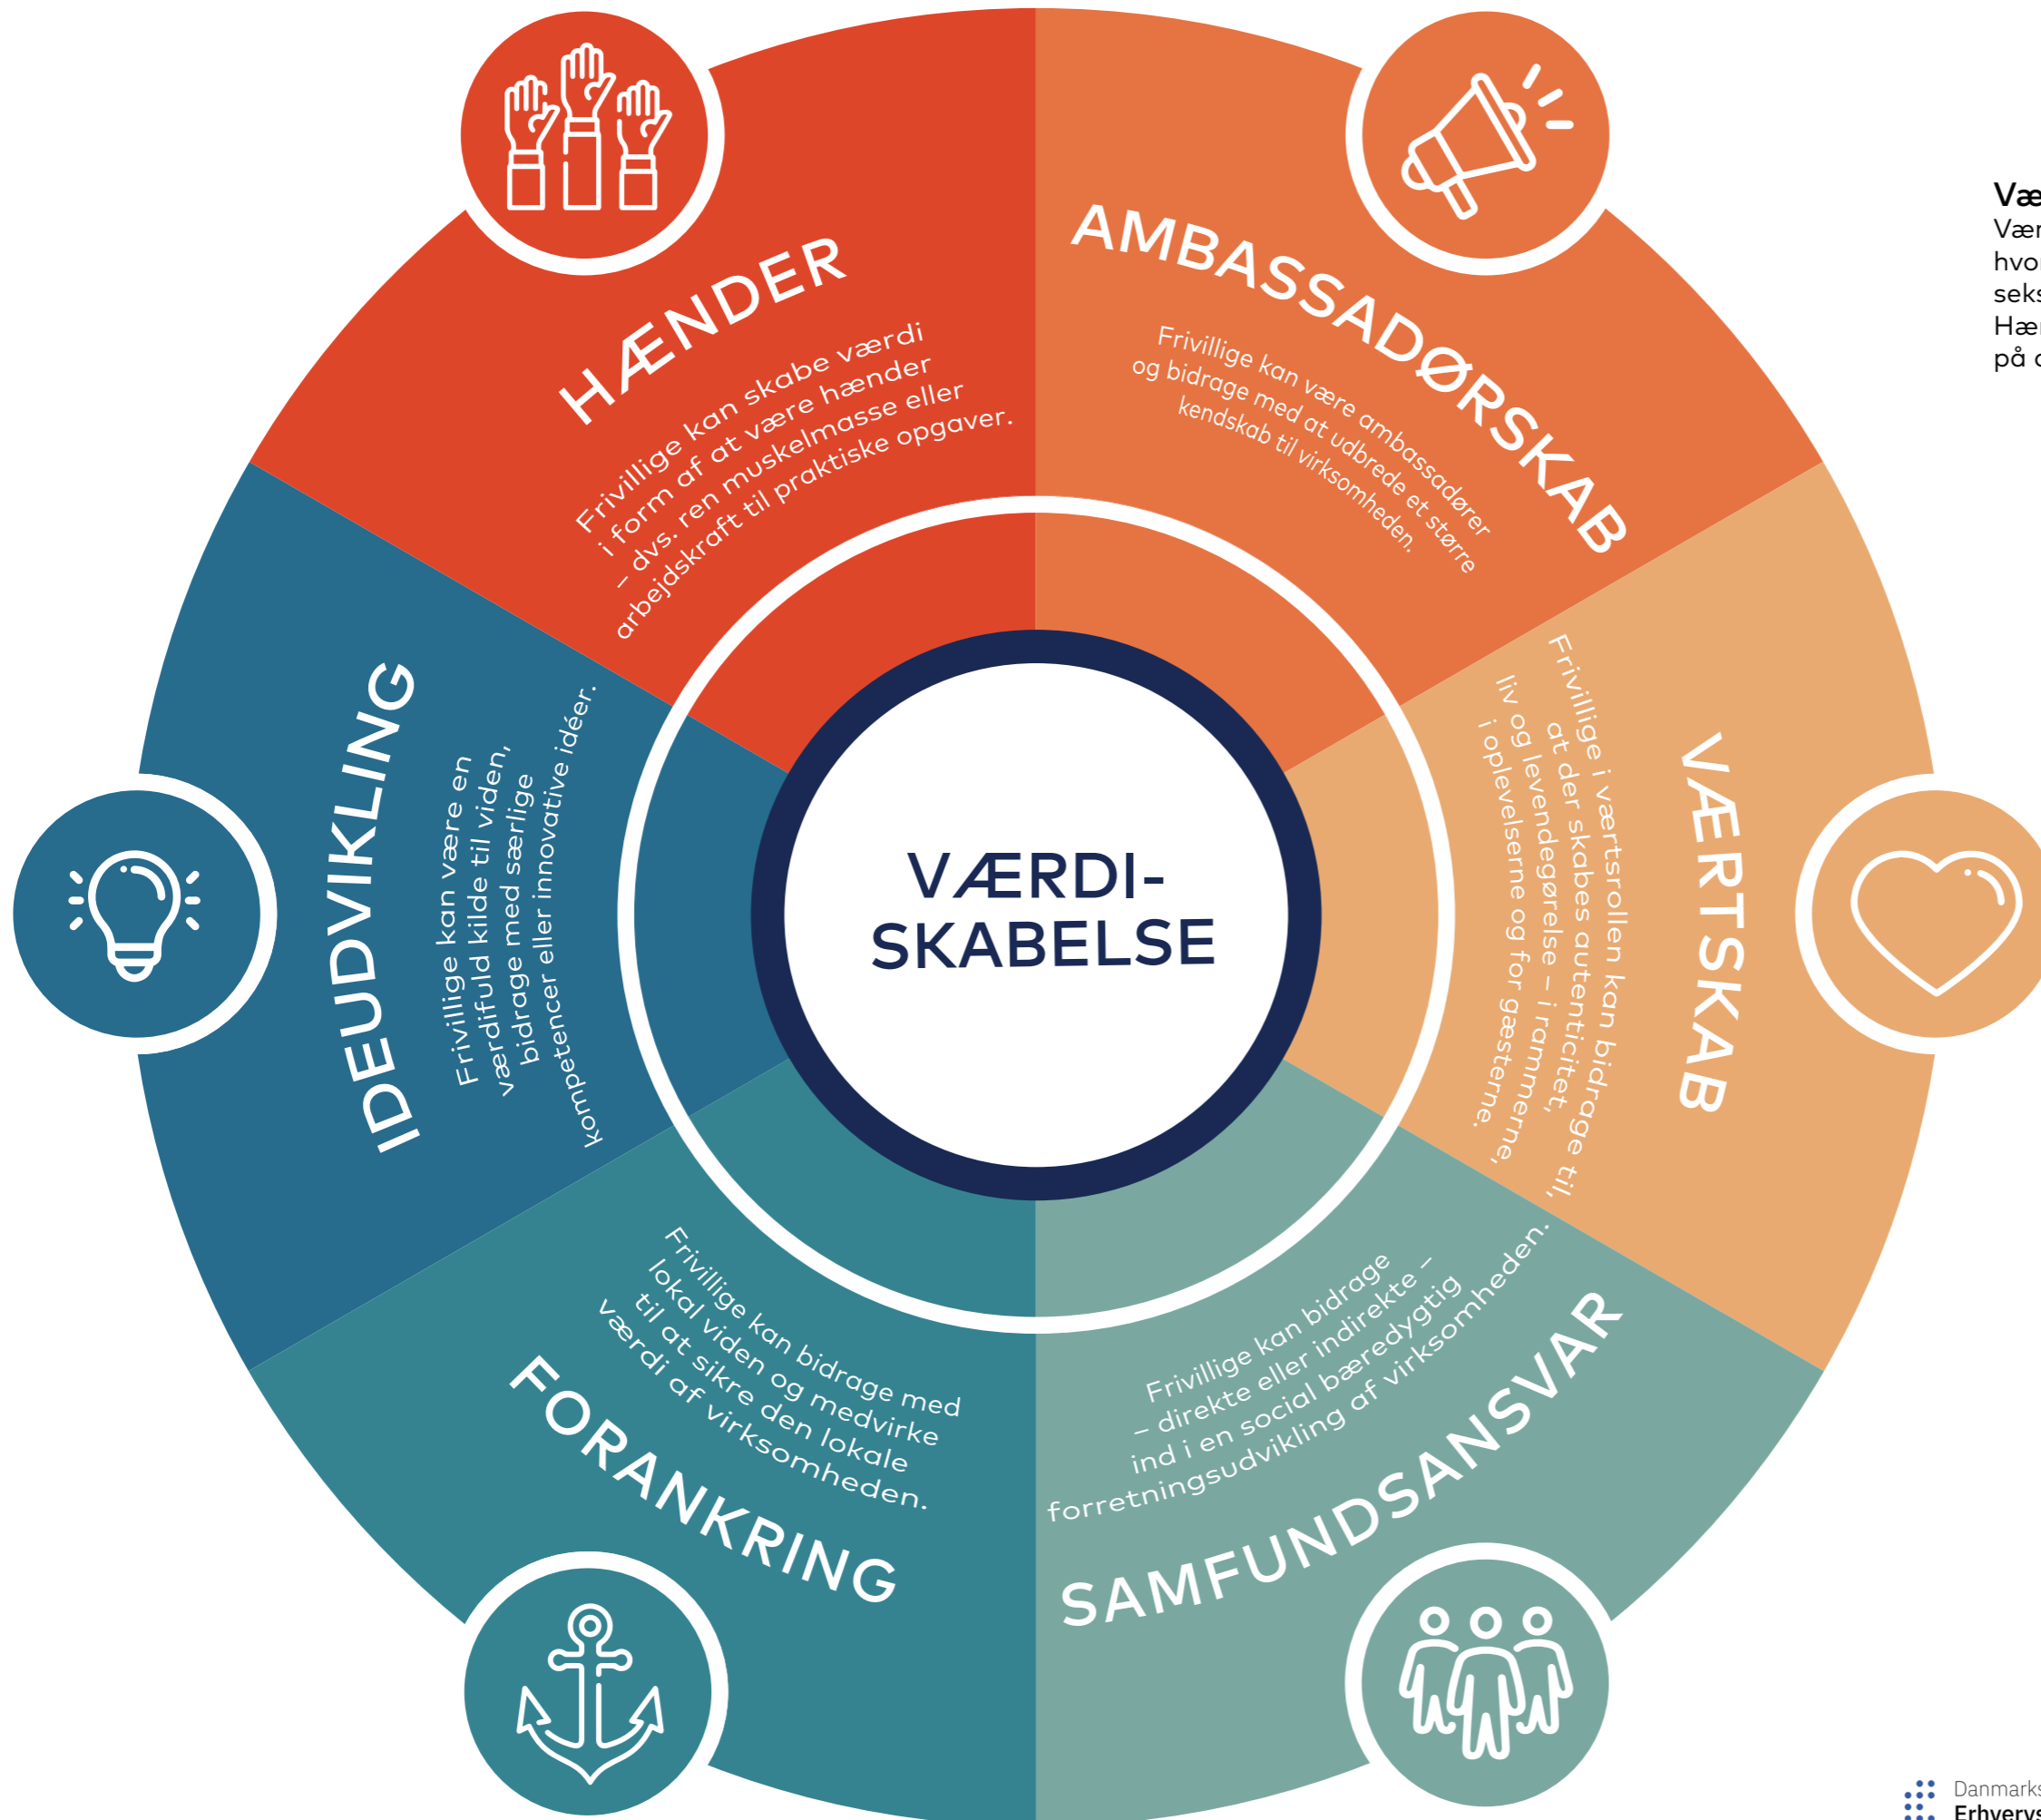 VÆRDI-
SKABELSE
HÆNDER
Frivillige kan skabe værdi
i form af at være hænder
– dvs. ren muskelmasse eller
arbejdskraft til praktiske opgaver.
AMBASSADØRSKAB
Frivillige kan være ambassadører
og bidrage med at udbrede et større
kendskab til virksomheden.
VÆRTSKAB
Frivillige i værtsrollen kan bidrage til,
at der skabes autenticitet,
liv og levendegørelse – i rammerne,
i oplevelserne og for gæsterne.
SAMFUNDSANSVAR
Frivillige kan bidrage
– direkte eller indirekte –
ind i en social bæredygtig
forretningsudvikling af virksomheden.
FORANKRING
Frivillige kan bidrage med
lokal viden og medvirke
til at sikre den lokale
værdi af virksomheden.
IDEUDVIKLING
Frivillige kan være en
værdifuld kilde til viden,
bidrage med særlige
kompetencer eller innovative idéer.
seks
på
Danmarks